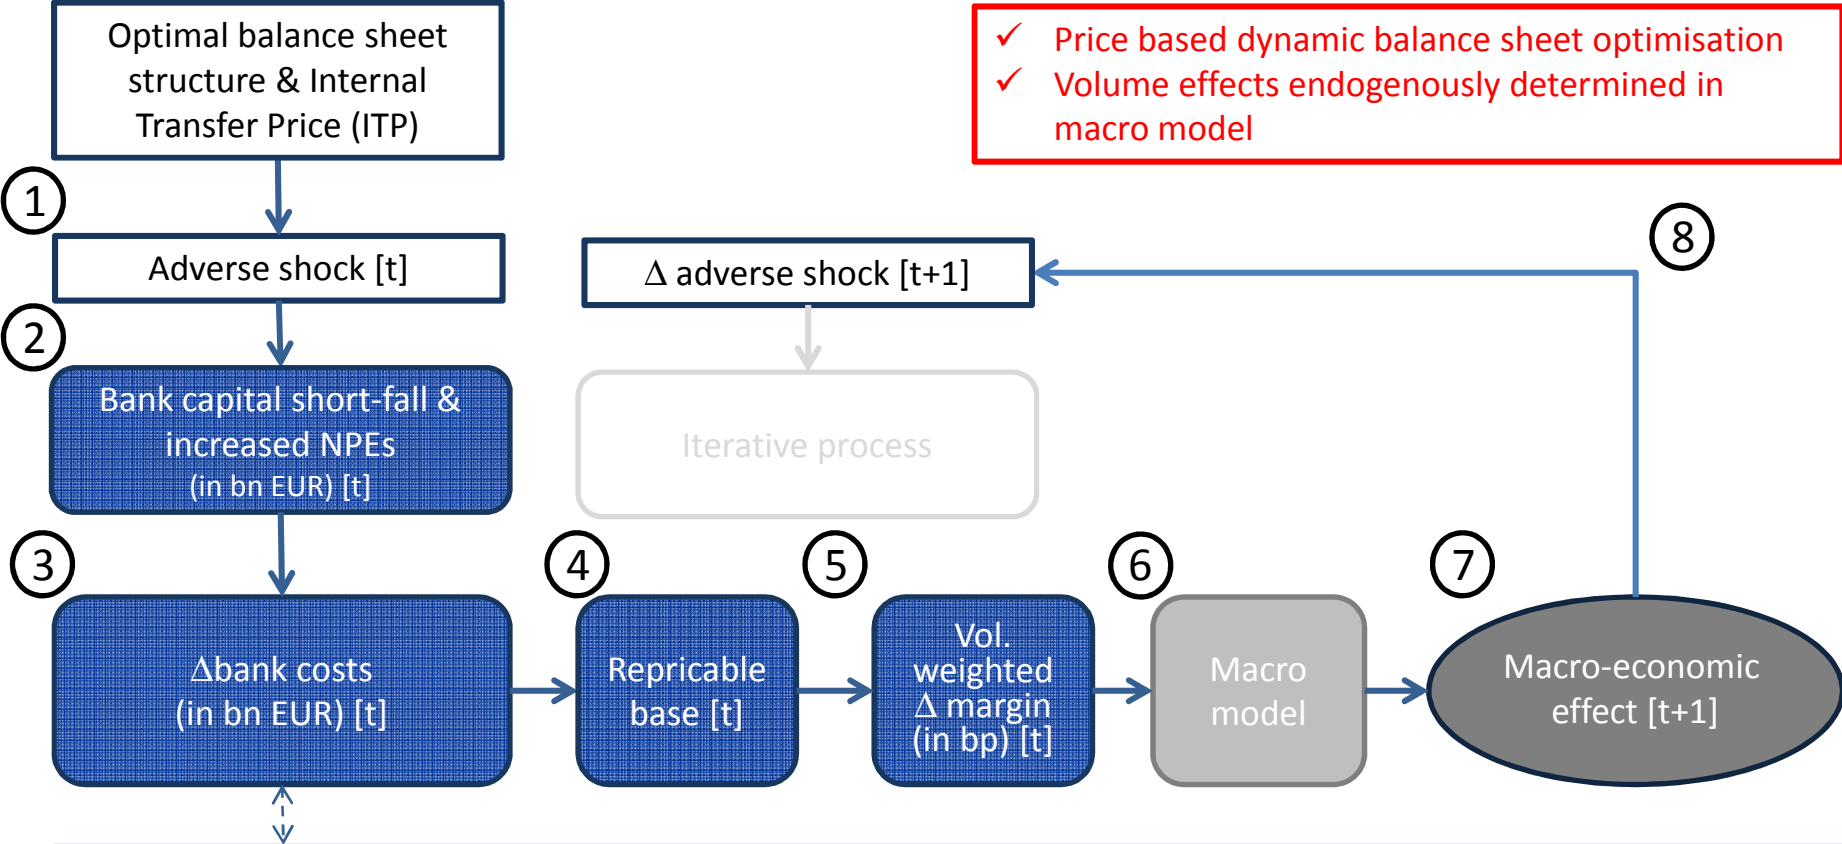 Optimal balance sheet
structure & Internal
Transfer Price (ITP)
✓ Price based dynamic balance sheet optimisation
✓ Volume effects endogenously determined in
macro model
1
Adverse shock [t]
Δ adverse shock [t+1]
8
2
Bank capital short-fall &
increased NPEs
(in bn EUR) [t]
Iterative process
3
4
5
6
7
Δbank costs
(in bn EUR) [t]
Repricable
base [t]
Vol.
weighted
Δ margin
(in bp) [t]
Macro
model
Macro-economic
effect [t+1]